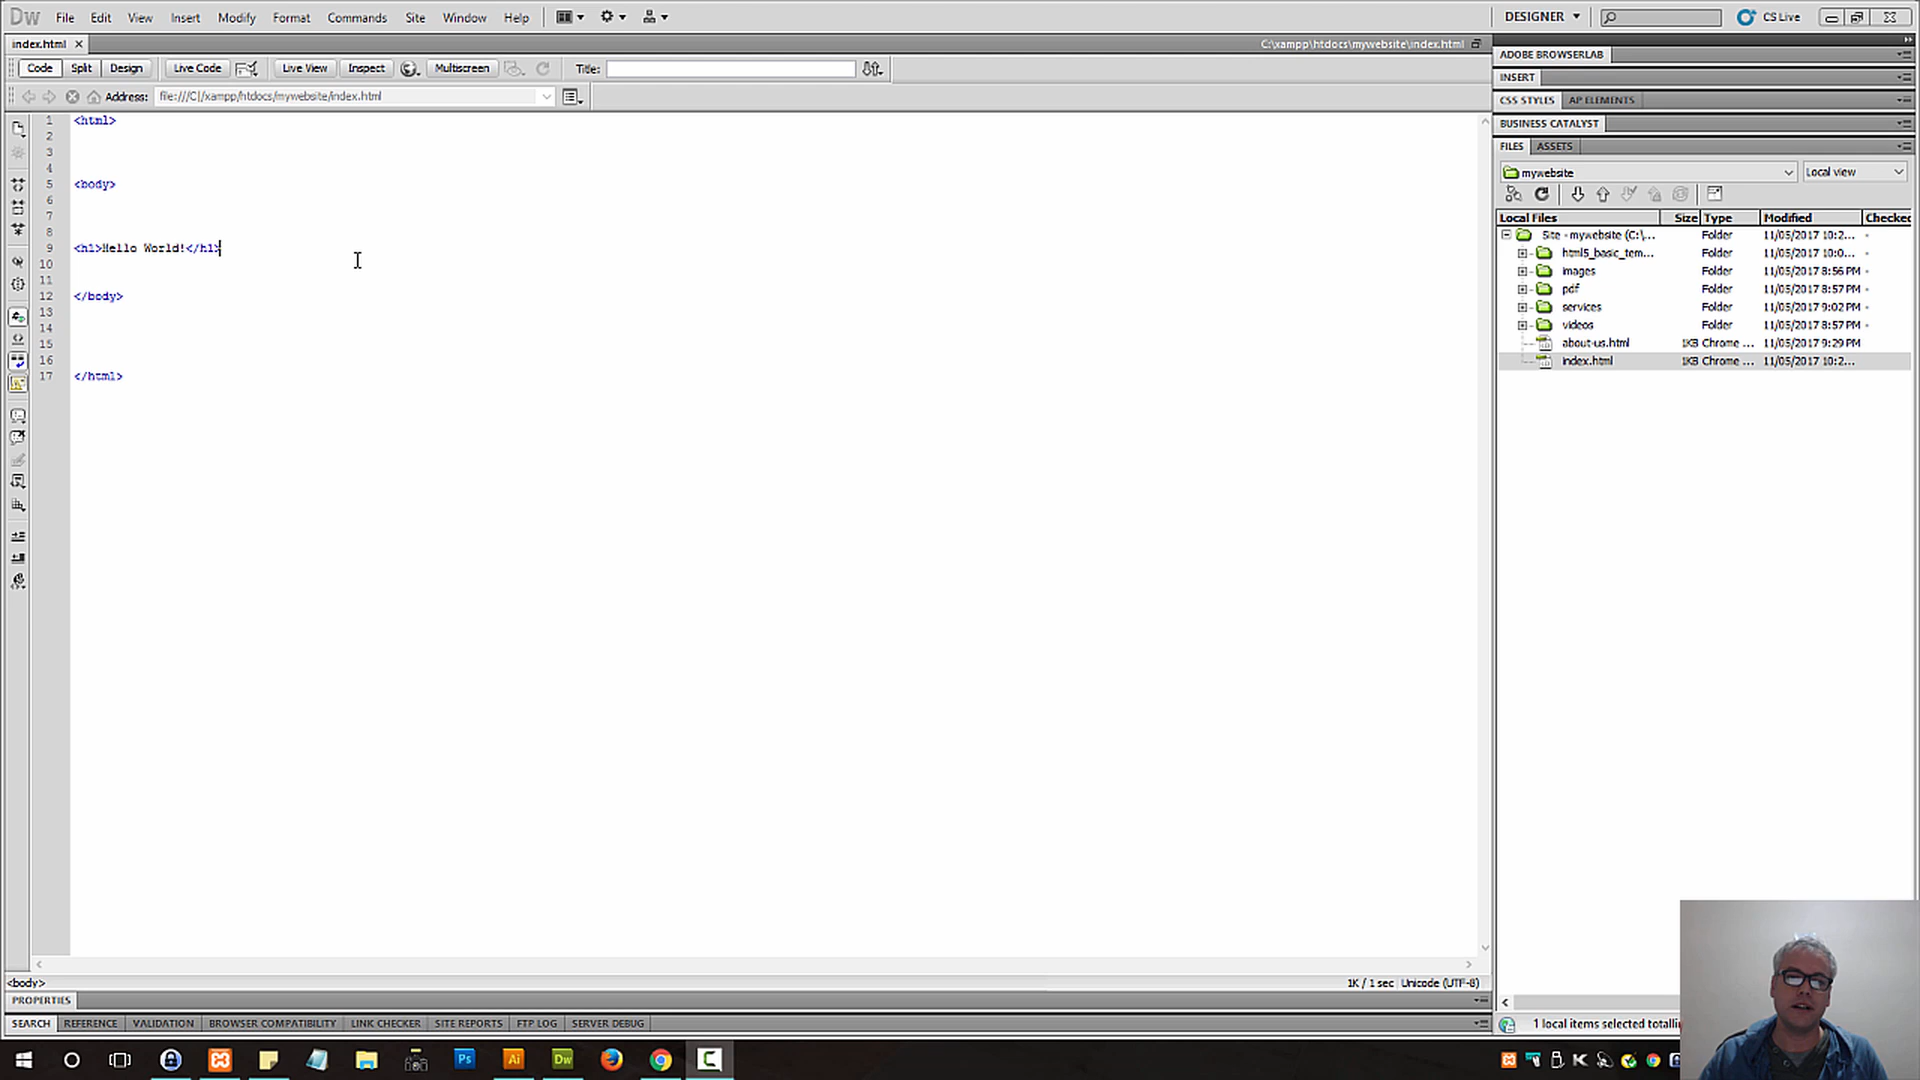 Dw File Edit View Insert Modify Format Commands Site Window Help DESIGNER CS Live
index.html C:\xampp\htdocs\mywebsite\index.html
Code Split Design Live Code Live View Inspect Multiscreen Title:
Address: file:///C|/xampp/htdocs/mywebsite/index.html
1 <html>
2
3
4
5 <body>
6
7
8
9 <h1>Hello World!</h1>
10
11
12 </body>
13
14
15
16
17 </html>
<body> 1K / 1 sec Unicode (UTF-8)
PROPERTIES
SEARCH REFERENCE VALIDATION BROWSER COMPATIBILITY LINK CHECKER SITE REPORTS FTP LOG SERVER DEBUG
ADOBE BROWSERLAB
INSERT
CSS STYLES AP ELEMENTS
BUSINESS CATALYST
FILES ASSETS
mywebsite Local view
Local Files Size Type Modified Checked
Site - mywebsite (C:\... Folder 11/05/2017 10:2... -
html5_basic_tem... Folder 11/05/2017 10:0... -
images Folder 11/05/2017 8:56 PM -
pdf Folder 11/05/2017 8:57 PM -
services Folder 11/05/2017 9:02 PM -
videos Folder 11/05/2017 8:57 PM -
about-us.html 1KB Chrome ... 11/05/2017 9:29 PM -
index.html 1KB Chrome ... 11/05/2017 10:2... -
1 local items selected totalli
Ps Ai Dw